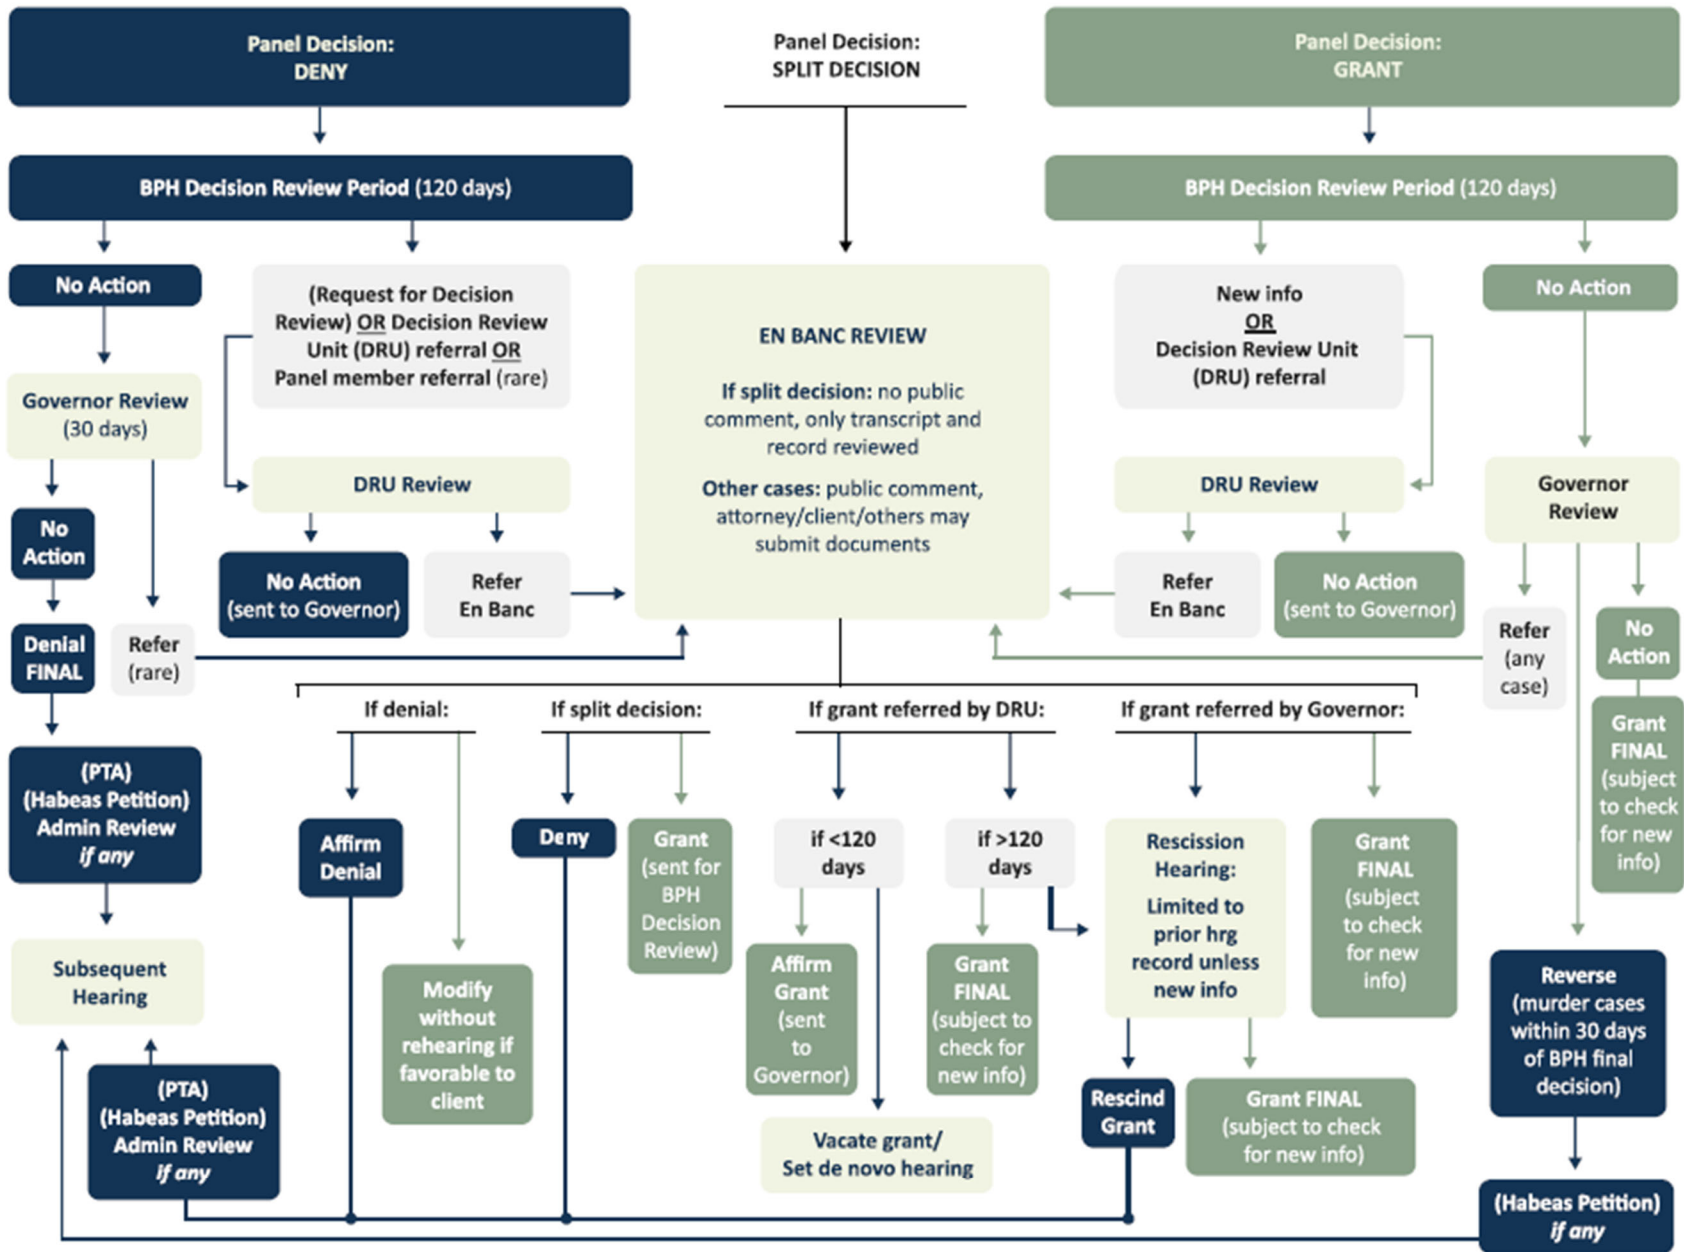 Panel Decision:
DENY
Panel Decision:
SPLIT DECISION
Panel Decision:
GRANT
BPH Decision Review Period (120 days)
BPH Decision Review Period (120 days)
No Action
(Request for Decision
Review) OR Decision Review
Unit (DRU) referral OR
Panel member referral (rare)
EN BANC REVIEW
If split decision: no public
comment, only transcript and
record reviewed
Other cases: public comment,
attorney/client/others may
submit documents
New info
OR
Decision Review Unit
(DRU) referral
No Action
Governor Review
(30 days)
DRU Review
DRU Review
Governor
Review
No
Action
No Action
(sent to Governor)
Refer
En Banc
Refer
En Banc
No Action
(sent to Governor)
Denial
FINAL
Refer
(rare)
Refer
(any
case)
No
Action
Grant
FINAL
(subject
to check
for new
info)
If denial:
If split decision:
If grant referred by DRU:
If grant referred by Governor:
(PTA)
(Habeas Petition)
Admin Review
if any
Affirm
Denial
Deny
Grant
(sent for
BPH
Decision
Review)
if <120
days
if >120
days
Rescission
Hearing:
Limited to
prior hrg
record unless
new info
Grant
FINAL
(subject
to check
for new
info)
Subsequent
Hearing
Modify
without
rehearing if
favorable to
client
Affirm
Grant
(sent
to
Governor)
Grant
FINAL
(subject to
check for
new info)
Reverse
(murder cases
within 30 days
of BPH final
decision)
(PTA)
(Habeas Petition)
Admin Review
if any
Vacate grant/
Set de novo hearing
Rescind
Grant
Grant FINAL
(subject to check
for new info)
(Habeas Petition)
if any